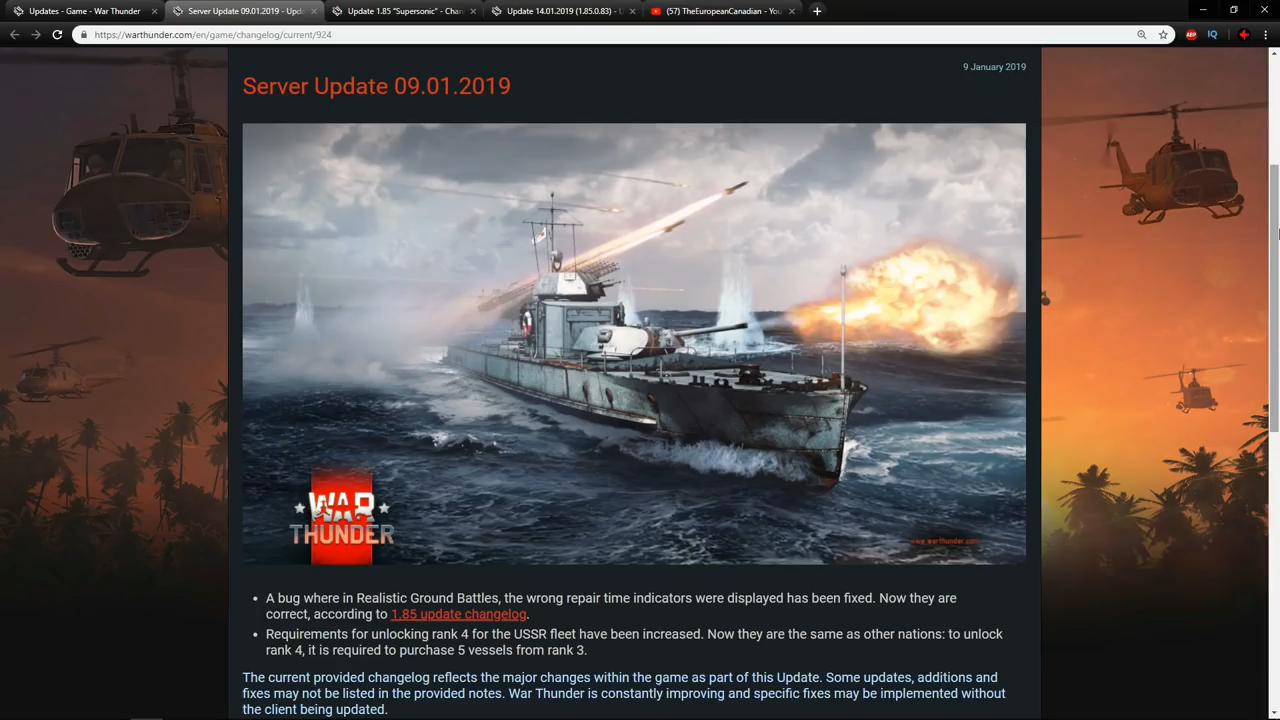 Updates - Game - War Thunder
Server Update 09.01.2019 - Upda
Update 1.85 "Supersonic" - Chan
Update 14.01.2019 (1.85.0.83) - U
(57) TheEuropeanCanadian - You
https://warthunder.com/en/game/changelog/current/924
ABP
IQ
9 January 2019
Server Update 09.01.2019
WAR
THUNDER
www.warthunder.com
• A bug where in Realistic Ground Battles, the wrong repair time indicators were displayed has been fixed. Now they are
correct, according to 1.85 update changelog.
• Requirements for unlocking rank 4 for the USSR fleet have been increased. Now they are the same as other nations: to unlock
rank 4, it is required to purchase 5 vessels from rank 3.
The current provided changelog reflects the major changes within the game as part of this Update. Some updates, additions and
fixes may not be listed in the provided notes. War Thunder is constantly improving and specific fixes may be implemented without
the client being updated.